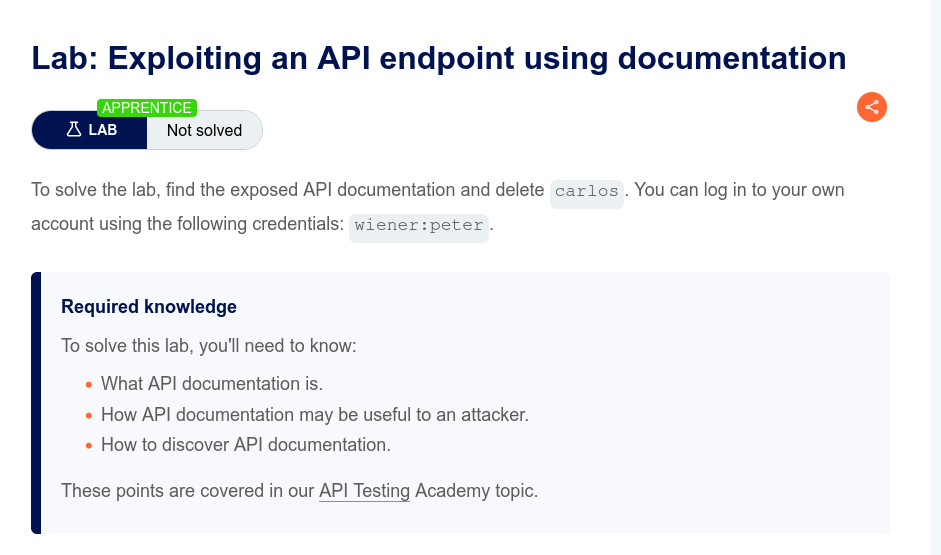 Lab: Exploiting an API endpoint using documentation
APPRENTICE
LAB Not solved
To solve the lab, find the exposed API documentation and delete carlos. You can log in to your own
account using the following credentials: wiener:peter.
Required knowledge
To solve this lab, you'll need to know:
• What API documentation is.
• How API documentation may be useful to an attacker.
• How to discover API documentation.
These points are covered in our API Testing Academy topic.